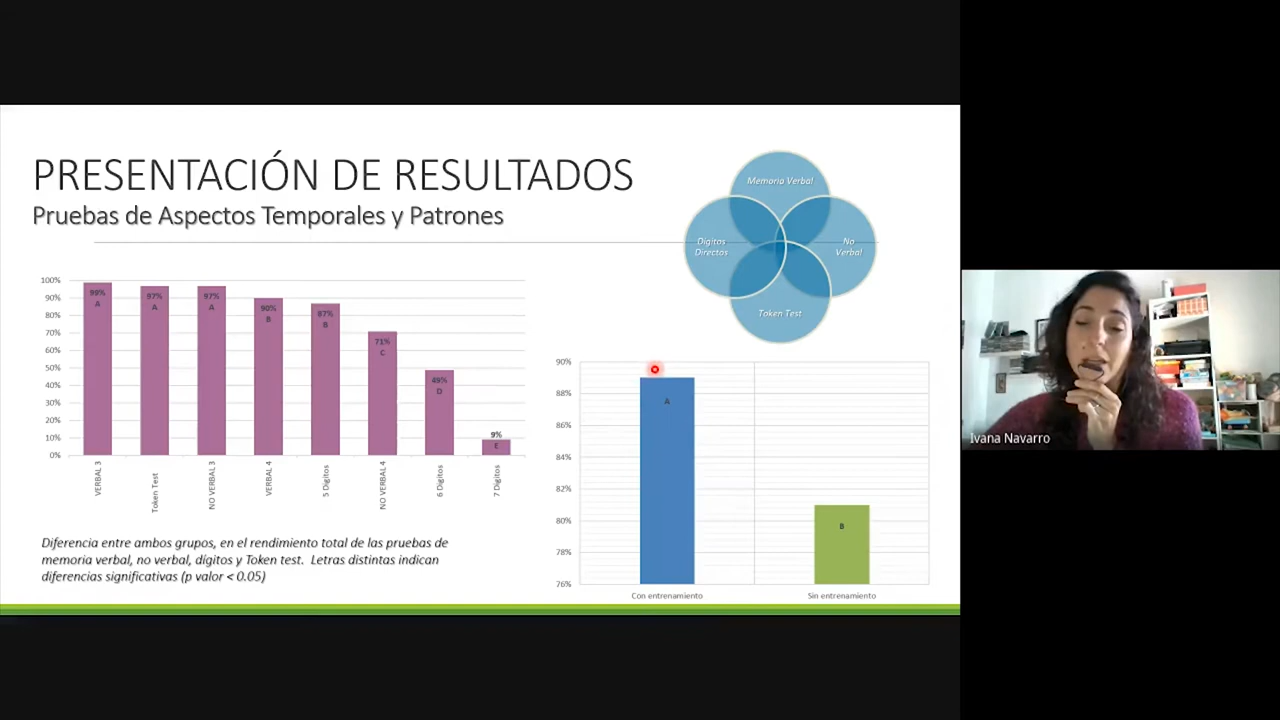 PRESENTACIÓN DE RESULTADOS
Pruebas de Aspectos Temporales y Patrones
Memoria Verbal
Dígitos
Directos
No
Verbal
Token Test
100%
90%
80%
70%
60%
50%
40%
30%
20%
10%
0%
99%
A
97%
A
97%
A
90%
B
87%
B
71%
C
49%
D
9%
E
VERBAL 3
Token Test
NO VERBAL 3
VERBAL 4
5 Digitos
NO VERBAL 4
6 Digitos
7 Digitos
Diferencia entre ambos grupos, en el rendimiento total de las pruebas de
memoria verbal, no verbal, dígitos y Token test. Letras distintas indican
diferencias significativas (p valor < 0.05)
90%
88%
86%
84%
82%
80%
78%
76%
A
B
Con entrenamiento
Sin entrenamiento
Ivana Navarro